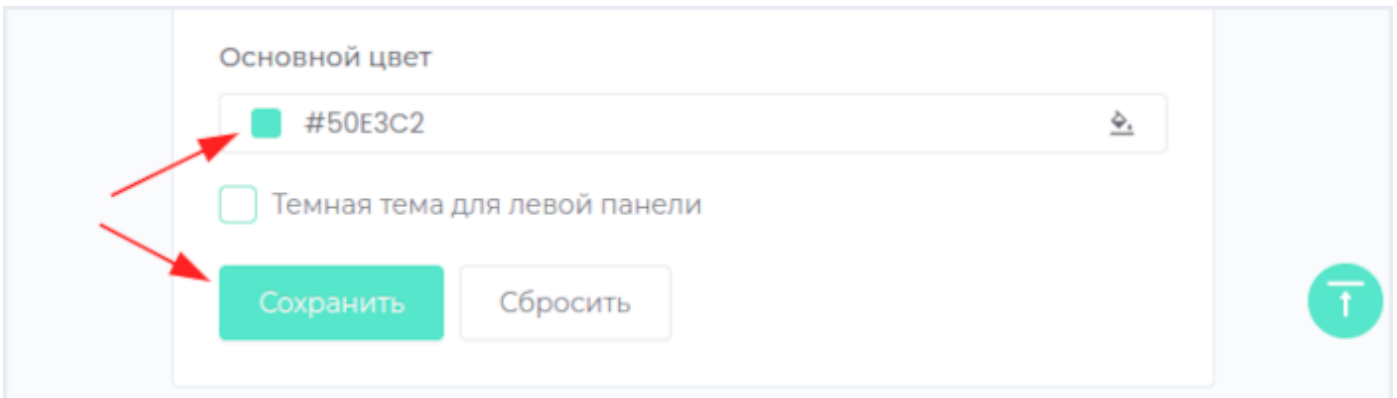 Основной цвет
#50E3C2
Темная тема для левой панели
Сохранить Сбросить